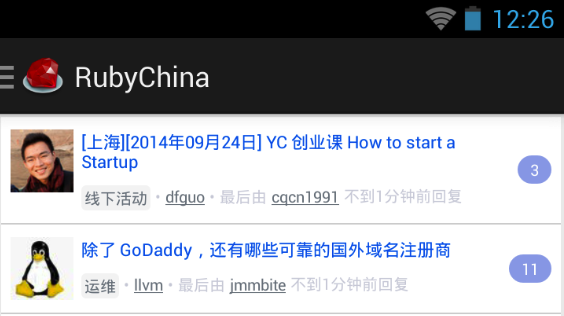 12:26
RubyChina
[上海][2014年09月24日] YC 创业课 How to start a
Startup
3
线下活动 • dfguo • 最后由 cqcn1991 不到1分钟前回复
除了 GoDaddy，还有哪些可靠的国外域名注册商
11
运维 • llvm • 最后由 jmmbite 不到1分钟前回复